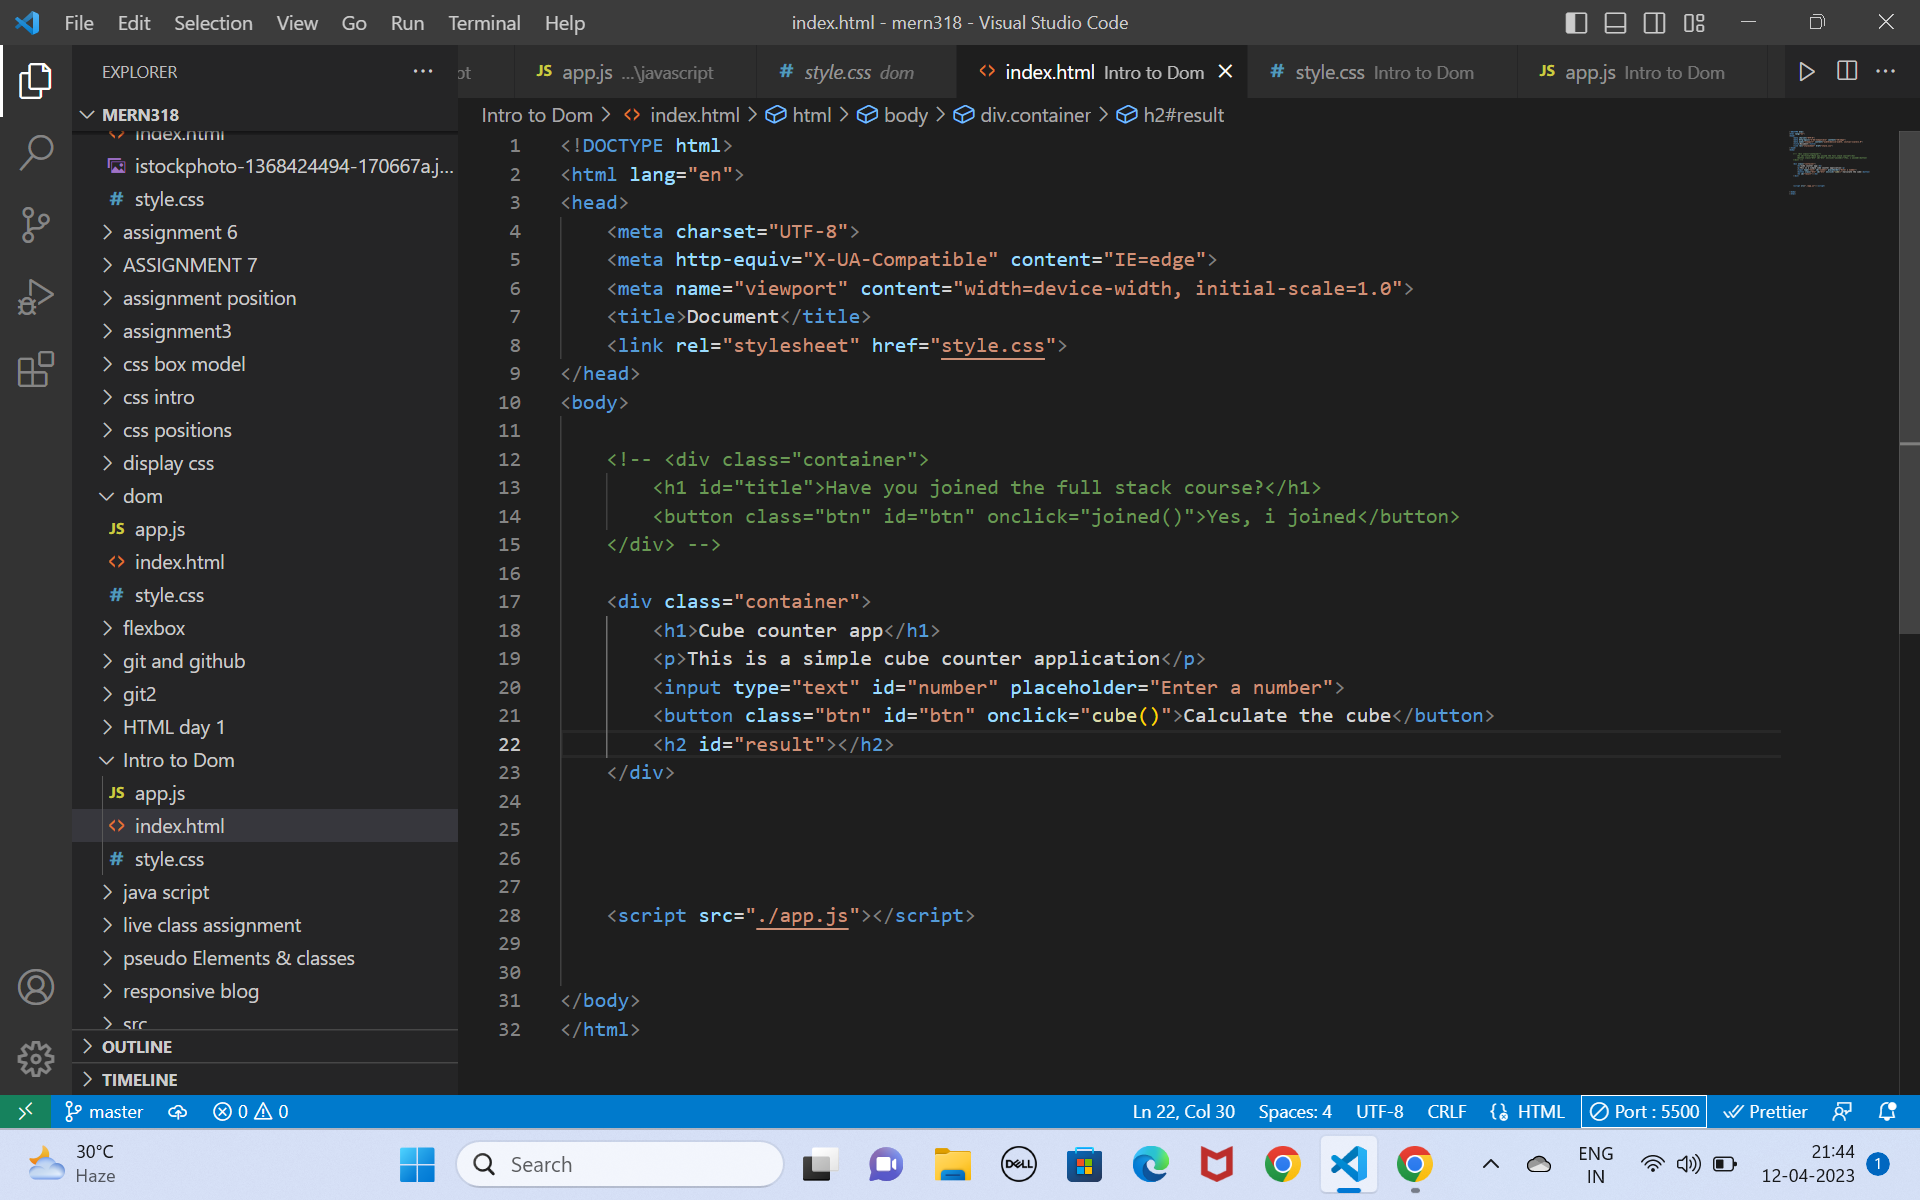 File Edit Selection View Go Run Terminal Help
index.html - mern318 - Visual Studio Code
EXPLORER
pt
JS app.js ...\javascript
# style.css dom
<> index.html Intro to Dom
# style.css Intro to Dom
JS app.js Intro to Dom
MERN318
index.html
istockphoto-1368424494-170667a.j...
# style.css
assignment 6
ASSIGNMENT 7
assignment position
assignment3
css box model
css intro
css positions
display css
dom
JS app.js
<> index.html
# style.css
flexbox
git and github
git2
HTML day 1
Intro to Dom
JS app.js
<> index.html
# style.css
java script
live class assignment
pseudo Elements & classes
responsive blog
src
OUTLINE
TIMELINE
Intro to Dom > <> index.html > html > body > div.container > h2#result
1 <!DOCTYPE html>
2 <html lang="en">
3 <head>
4 <meta charset="UTF-8">
5 <meta http-equiv="X-UA-Compatible" content="IE=edge">
6 <meta name="viewport" content="width=device-width, initial-scale=1.0">
7 <title>Document</title>
8 <link rel="stylesheet" href="style.css">
9 </head>
10 <body>
11
12 <!-- <div class="container">
13 <h1 id="title">Have you joined the full stack course?</h1>
14 <button class="btn" id="btn" onclick="joined()">Yes, i joined</button>
15 </div> -->
16
17 <div class="container">
18 <h1>Cube counter app</h1>
19 <p>This is a simple cube counter application</p>
20 <input type="text" id="number" placeholder="Enter a number">
21 <button class="btn" id="btn" onclick="cube()">Calculate the cube</button>
22 <h2 id="result"></h2>
23 </div>
24
25
26
27
28 <script src="./app.js"></script>
29
30
31 </body>
32 </html>
master 0 0 Ln 22, Col 30 Spaces: 4 UTF-8 CRLF HTML Port : 5500 Prettier
30°C
Haze
Search
DELL
ENG
IN
21:44
12-04-2023
1